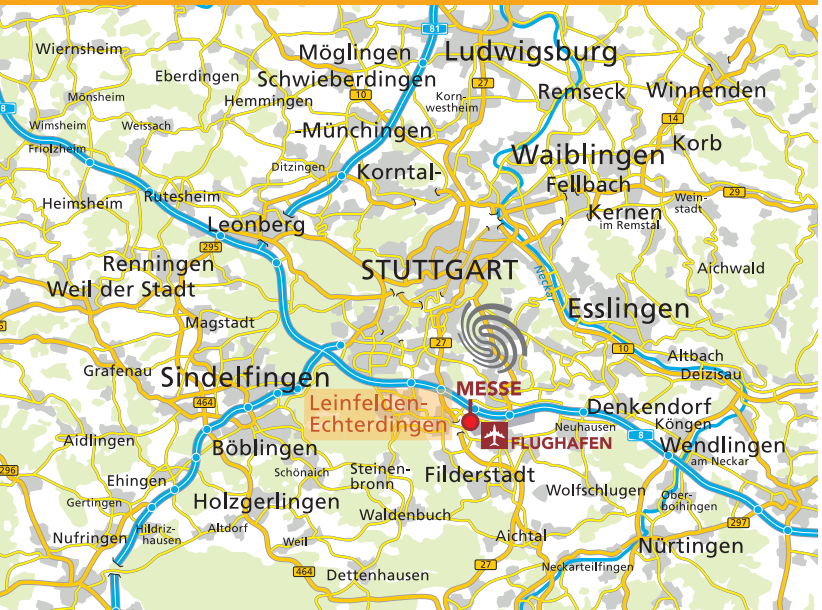 81
Wiernsheim
Möglingen
Ludwigsburg
Eberdingen
Schwieberdingen
27
Remseck
Winnenden
Mönsheim
Hemmingen
10
Korn-
westheim
8
Wimsheim
Weissach
-Münchingen
14
Friolzheim
Korb
Ditzingen
Korntal-
Waiblingen
Fellbach
Heimsheim
Rutesheim
29
Wein-
stadt
Kernen
im Remstal
Leonberg
295
Renningen
STUTTGART
Neckar
Aichwald
Weil der Stadt
Esslingen
Magstadt
27
10
Altbach
Deizisau
Grafenau
Sindelfingen
MESSE
464
Leinfelden-
Echterdingen
Denkendorf
Köngen
Neuhausen
8
Aidlingen
Böblingen
FLUGHAFEN
Wendlingen
am Neckar
296
Schönaich
Steinen-
bronn
Filderstadt
Ehingen
Wolfschlugen
Ober-
boihingen
Gertingen
Holzgerlingen
Waldenbuch
297
Nufringen
Hildriz-
hausen
Altdorf
Weil
Aichtal
Nürtingen
464
Dettenhausen
27
Neckarteilfingen